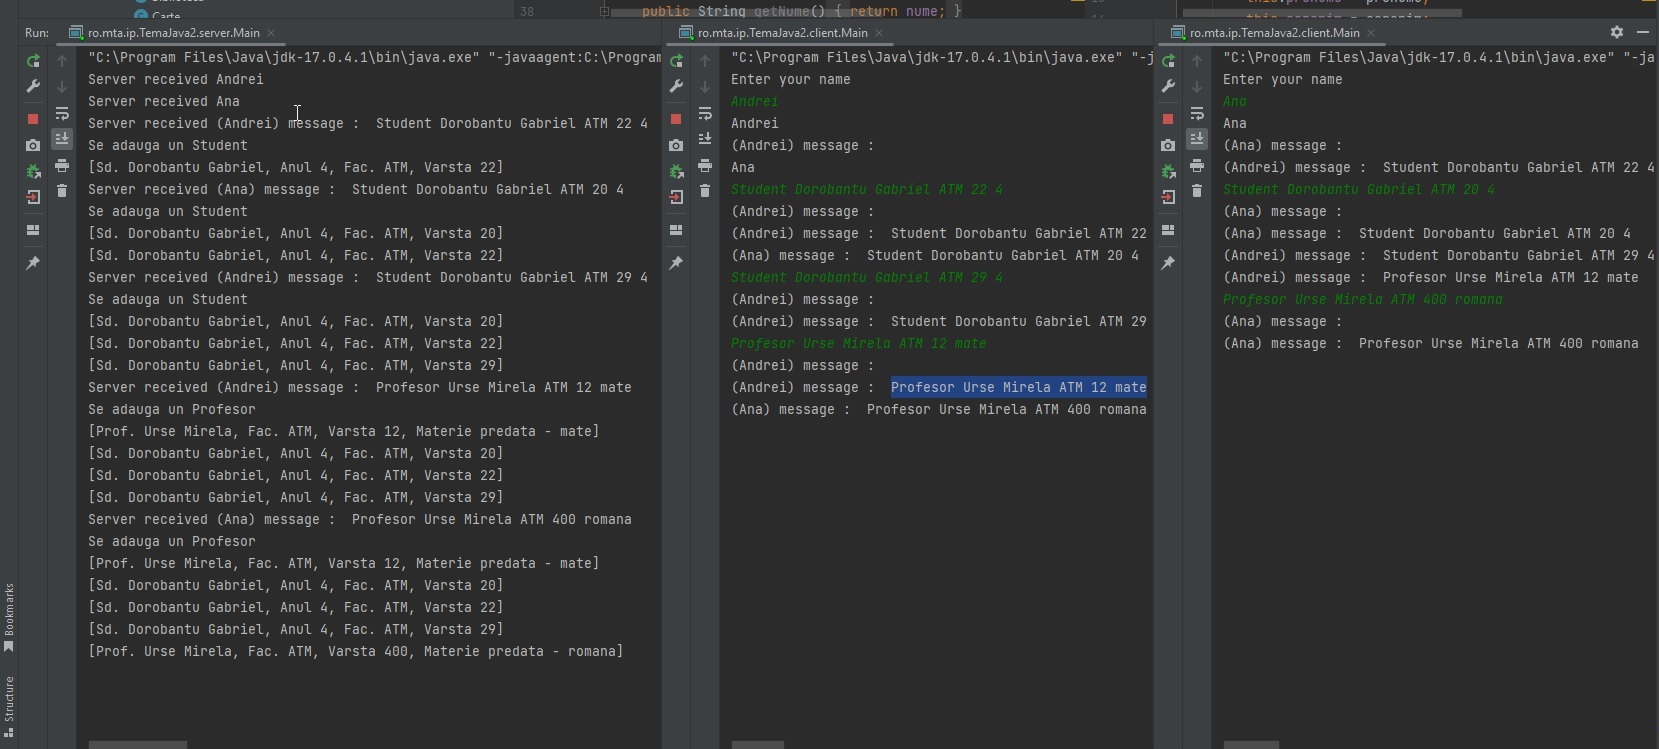 Carte
38 public String getNume() { return nume; }
Run: ro.mta.ip.TemaJava2.server.Main
"C:\Program Files\Java\jdk-17.0.4.1\bin\java.exe" "-javaagent:C:\Program
Server received Andrei
Server received Ana
Server received (Andrei) message :  Student Dorobantu Gabriel ATM 22 4
Se adauga un Student
[Sd. Dorobantu Gabriel, Anul 4, Fac. ATM, Varsta 22]
Server received (Ana) message :  Student Dorobantu Gabriel ATM 20 4
Se adauga un Student
[Sd. Dorobantu Gabriel, Anul 4, Fac. ATM, Varsta 20]
[Sd. Dorobantu Gabriel, Anul 4, Fac. ATM, Varsta 22]
Server received (Andrei) message :  Student Dorobantu Gabriel ATM 29 4
Se adauga un Student
[Sd. Dorobantu Gabriel, Anul 4, Fac. ATM, Varsta 20]
[Sd. Dorobantu Gabriel, Anul 4, Fac. ATM, Varsta 22]
[Sd. Dorobantu Gabriel, Anul 4, Fac. ATM, Varsta 29]
Server received (Andrei) message :  Profesor Urse Mirela ATM 12 mate
Se adauga un Profesor
[Prof. Urse Mirela, Fac. ATM, Varsta 12, Materie predata - mate]
[Sd. Dorobantu Gabriel, Anul 4, Fac. ATM, Varsta 20]
[Sd. Dorobantu Gabriel, Anul 4, Fac. ATM, Varsta 22]
[Sd. Dorobantu Gabriel, Anul 4, Fac. ATM, Varsta 29]
Server received (Ana) message :  Profesor Urse Mirela ATM 400 romana
Se adauga un Profesor
[Prof. Urse Mirela, Fac. ATM, Varsta 12, Materie predata - mate]
[Sd. Dorobantu Gabriel, Anul 4, Fac. ATM, Varsta 20]
[Sd. Dorobantu Gabriel, Anul 4, Fac. ATM, Varsta 22]
[Sd. Dorobantu Gabriel, Anul 4, Fac. ATM, Varsta 29]
[Prof. Urse Mirela, Fac. ATM, Varsta 400, Materie predata - romana]
ro.mta.ip.TemaJava2.client.Main
"C:\Program Files\Java\jdk-17.0.4.1\bin\java.exe" "-j
Enter your name
Andrei
Andrei
(Andrei) message :
Ana
Student Dorobantu Gabriel ATM 22 4
(Andrei) message :
(Andrei) message :  Student Dorobantu Gabriel ATM 22
(Ana) message :  Student Dorobantu Gabriel ATM 20 4
Student Dorobantu Gabriel ATM 29 4
(Andrei) message :
(Andrei) message :  Student Dorobantu Gabriel ATM 29
Profesor Urse Mirela ATM 12 mate
(Andrei) message :
(Andrei) message :  Profesor Urse Mirela ATM 12 mate
(Ana) message :  Profesor Urse Mirela ATM 400 romana
ro.mta.ip.TemaJava2.client.Main
"C:\Program Files\Java\jdk-17.0.4.1\bin\java.exe" "-ja
Enter your name
Ana
Ana
(Ana) message :
(Andrei) message :  Student Dorobantu Gabriel ATM 22 4
Student Dorobantu Gabriel ATM 20 4
(Ana) message :
(Ana) message :  Student Dorobantu Gabriel ATM 20 4
(Andrei) message :  Student Dorobantu Gabriel ATM 29 4
(Andrei) message :  Profesor Urse Mirela ATM 12 mate
Profesor Urse Mirela ATM 400 romana
(Ana) message :
(Ana) message :  Profesor Urse Mirela ATM 400 romana
Bookmarks
Structure